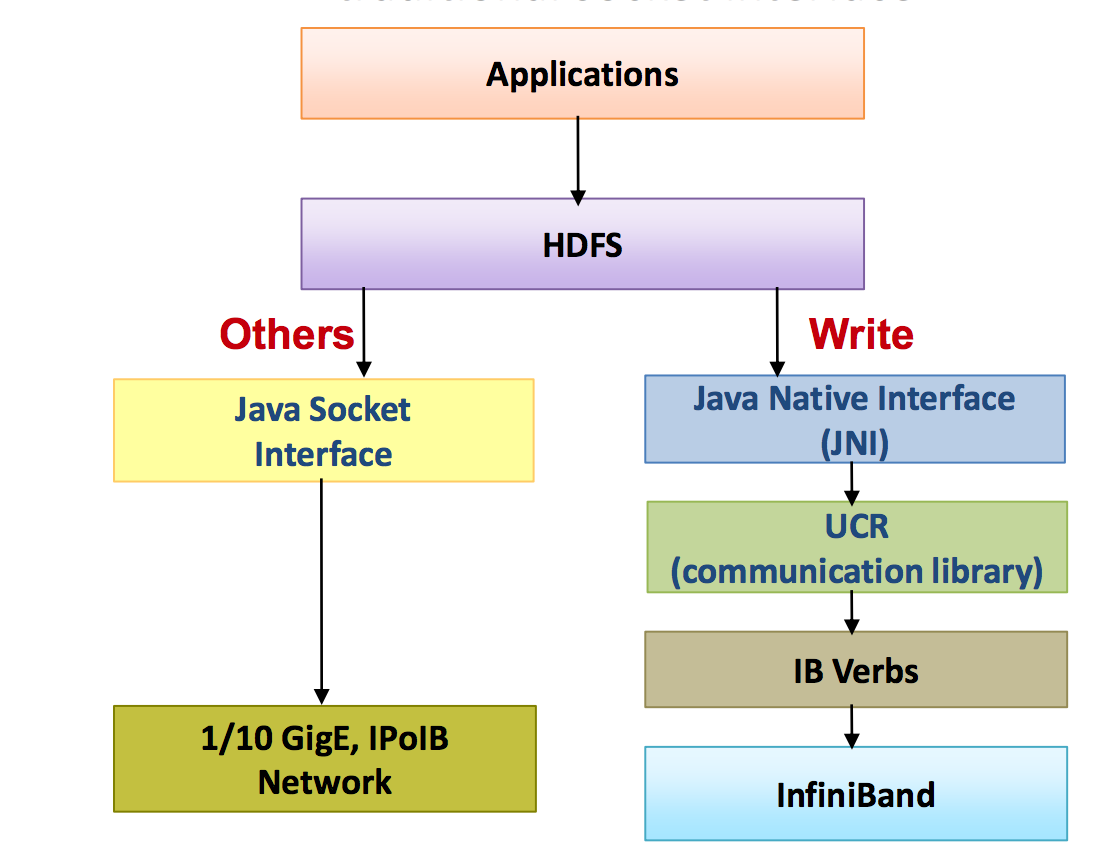 Applications
HDFS
Others
Write
Java Socket
Interface
Java Native Interface
(JNI)
UCR
(communication library)
IB Verbs
1/10 GigE, IPoIB
Network
InfiniBand